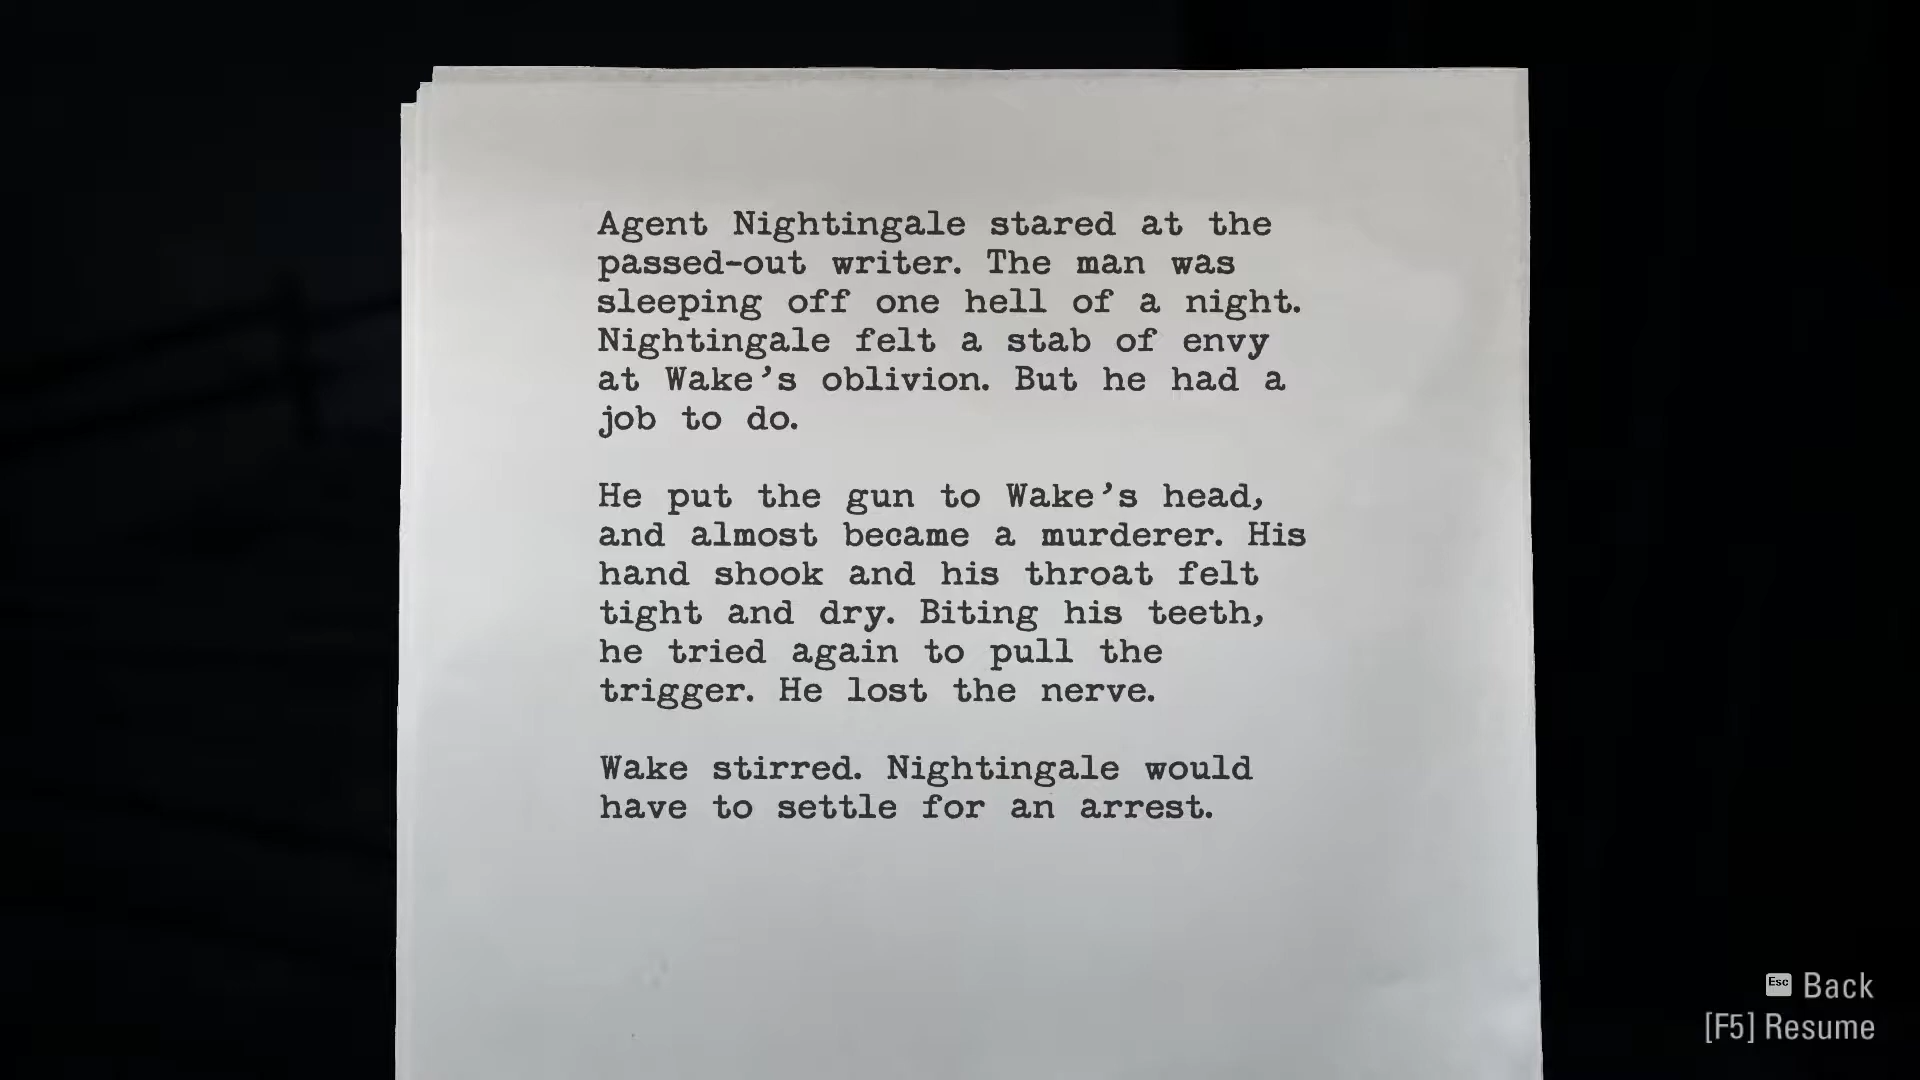 Agent Nightingale stared at the
passed-out writer. The man was
sleeping off one hell of a night.
Nightingale felt a stab of envy
at Wake's oblivion. But he had a
job to do.
He put the gun to Wake's head,
and almost became a murderer. His
hand shook and his throat felt
tight and dry. Biting his teeth,
he tried again to pull the
trigger. He lost the nerve.
Wake stirred. Nightingale would
have to settle for an arrest.
Esc Back
[F5] Resume